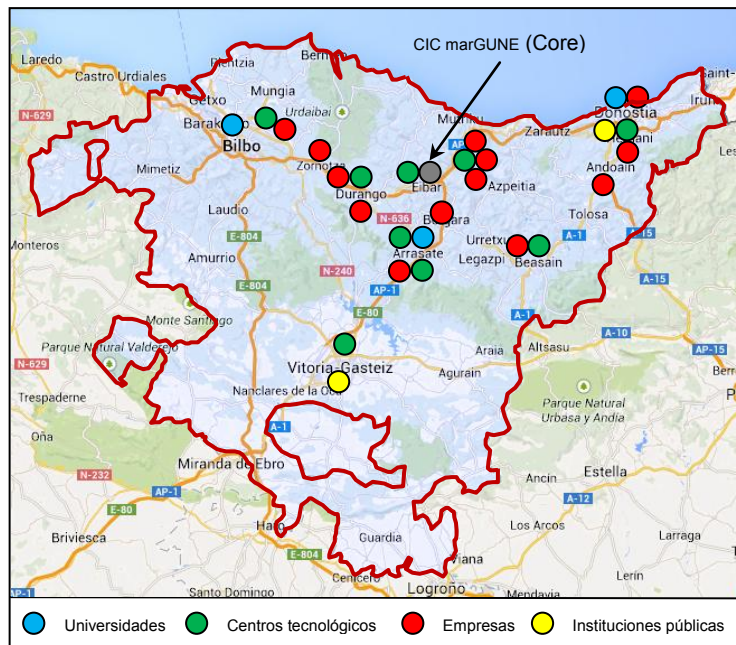 CIC marGUNE (Core)
Laredo
Castro Urdiales
Plentzia
Bermeo
Saint-
N-629
Getxo
Mungia
Urdaibai
Irun
Donostia
Barakaldo
Bilbo
Zarautz
Mimetiz
Zornotza
Andoain
Durango
Eibar
Azpeitia
Tolosa
Laudio
N-636
Bergara
E-804
Urretxu
A-1
A-15
Monteros
Amurrio
N-240
Arrasate
Legazpi
Beasain
E-804
AP-1
Monte Santiago
E-80
A-1
A-10
Parque Natural Valderejo
Araia
Altsasu
AP-15
N-629
Vitoria-Gasteiz
Agurain
Trespaderne
Nanclares de la Oca
Parque Natural
Urbasa y Andia
Oña
A-1
Miranda de Ebro
Estella
N-232
Ancín
AP-1
A-12
E-80
Los Arcos
Briviesca
Haro
Guardia
Larraga
E-804
Viana
Cenicero
Lerín
Santo Domingo
Logroño
Mendavia
Universidades
Centros tecnológicos
Empresas
Instituciones públicas